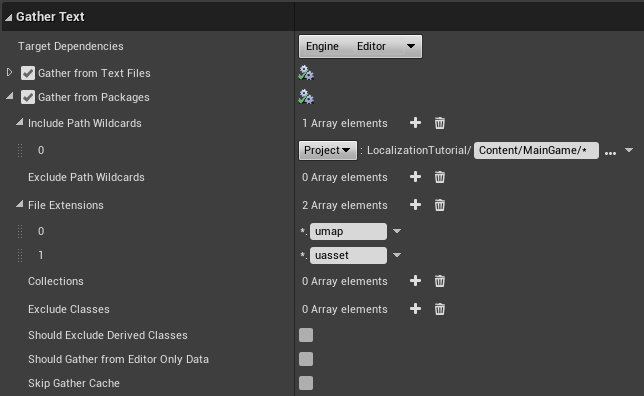 Gather Text
Target Dependencies Engine Editor
Gather from Text Files
Gather from Packages
Include Path Wildcards 1 Array elements
0 Project : LocalizationTutorial/ Content/MainGame/* ...
Exclude Path Wildcards 0 Array elements
File Extensions 2 Array elements
0 *. umap
1 *. uasset
Collections 0 Array elements
Exclude Classes 0 Array elements
Should Exclude Derived Classes
Should Gather from Editor Only Data
Skip Gather Cache